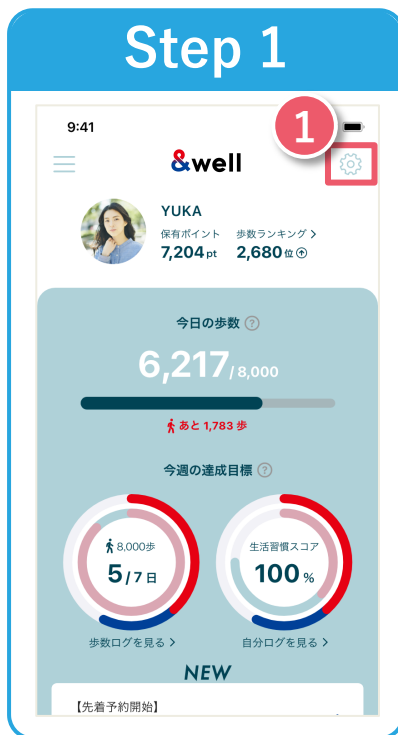 Step 1
9:41
1
&well
YUKA
保有ポイント 歩数ランキング
7,204 pt 2,680 位
今日の歩数 ?
6,217 / 8,000
あと 1,783 歩
今週の達成目標 ?
8,000歩 生活習慣スコア
5 / 7 日 100 %
歩数ログを見る 自分ログを見る
NEW
【先着予約開始】